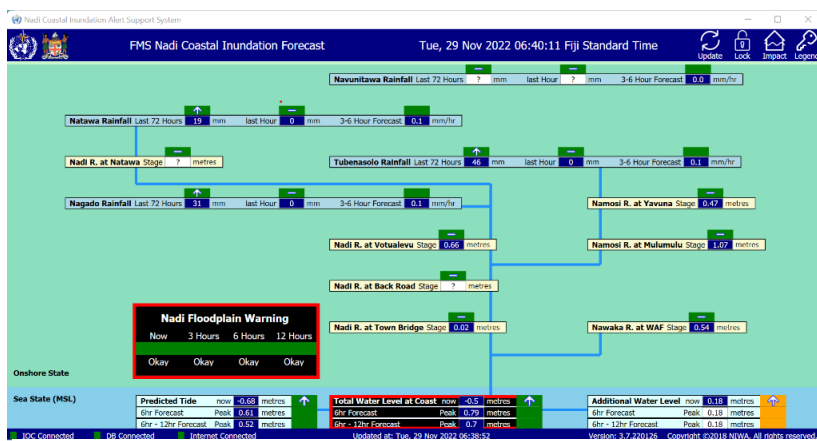 Nadi Coastal Inundation Alert Support System
FMS Nadi Coastal Inundation Forecast Tue, 29 Nov 2022 06:40:11 Fiji Standard Time
Update Lock Impact Legend
Navunitawa Rainfall Last 72 Hours ? mm last Hour ? mm 3-6 Hour Forecast 0.0 mm/hr
Natawa Rainfall Last 72 Hours 19 mm last Hour 0 mm 3-6 Hour Forecast 0.1 mm/hr
Nadi R. at Natawa Stage ? metres
Tubenasolo Rainfall Last 72 Hours 46 mm last Hour 0 mm 3-6 Hour Forecast 0.1 mm/hr
Nagado Rainfall Last 72 Hours 31 mm last Hour 0 mm 3-6 Hour Forecast 0.1 mm/hr
Namosi R. at Yavuna Stage 0.47 metres
Nadi R. at Votualevu Stage 0.66 metres
Namosi R. at Mulumulu Stage 1.07 metres
Nadi R. at Back Road Stage ? metres
Nadi Floodplain Warning
Now 3 Hours 6 Hours 12 Hours
Okay Okay Okay Okay
Nadi R. at Town Bridge Stage 0.02 metres
Nawaka R. at WAF Stage 0.54 metres
Onshore State
Sea State (MSL)
Predicted Tide now -0.68 metres
6hr Forecast Peak 0.61 metres
6hr - 12hr Forecast Peak 0.52 metres
Total Water Level at Coast now -0.5 metres
6hr Forecast Peak 0.79 metres
6hr - 12hr Forecast Peak 0.7 metres
Additional Water Level now 0.18 metres
6hr Forecast Peak 0.18 metres
6hr - 12hr Forecast Peak 0.18 metres
IOC Connected DB Connected Internet Connected Updated at: Tue, 29 Nov 2022 06:38:52 Version: 3.7.220126 Copyright ©2018 NIWA. All rights reserved.